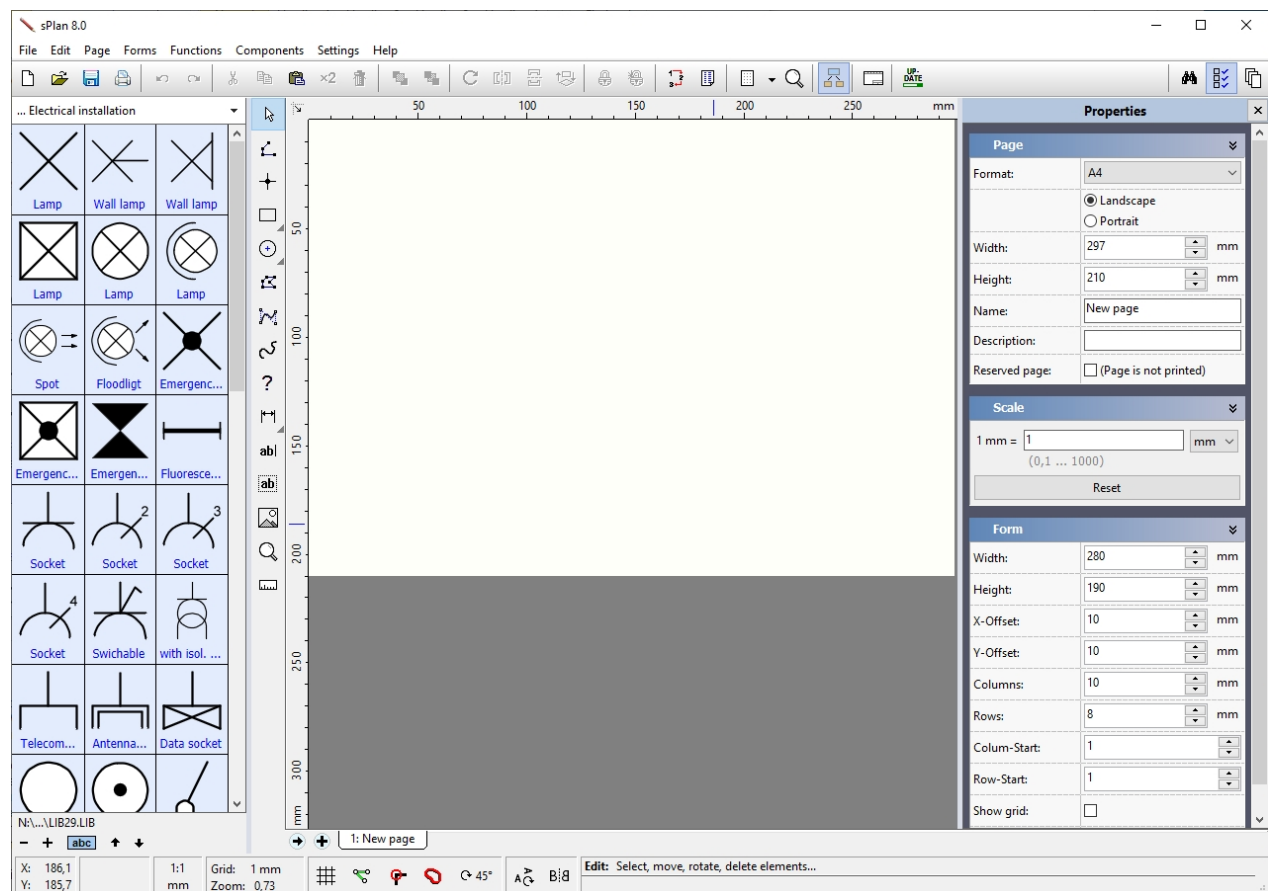 sPlan 8.0
File Edit Page Forms Functions Components Settings Help
×2 UP-DATE
... Electrical installation
50 100 150 200 250 mm
Properties
Lamp Wall lamp Wall lamp
Lamp Lamp Lamp
Spot Floodligt Emergenc...
Emergenc... Emergen... Fluoresce...
2 3
Socket Socket Socket
4
Socket Swichable with isol. ...
Telecom... Antenna... Data socket
N:\...\LIB29.LIB
abc
?
ab
ab
50
100
150
200
250
300
mm
Page
Format: A4
Landscape
Portrait
Width: 297 mm
Height: 210 mm
Name: New page
Description:
Reserved page: (Page is not printed)
Scale
1 mm = 1 mm
(0,1 ... 1000)
Reset
Form
Width: 280 mm
Height: 190 mm
X-Offset: 10 mm
Y-Offset: 10 mm
Columns: 10 mm
Rows: 8 mm
Colum-Start: 1
Row-Start: 1
Show grid:
1: New page
X: 186,1 1:1 Grid: 1 mm 45° Edit: Select, move, rotate, delete elements...
Y: 185,7 mm Zoom: 0,73